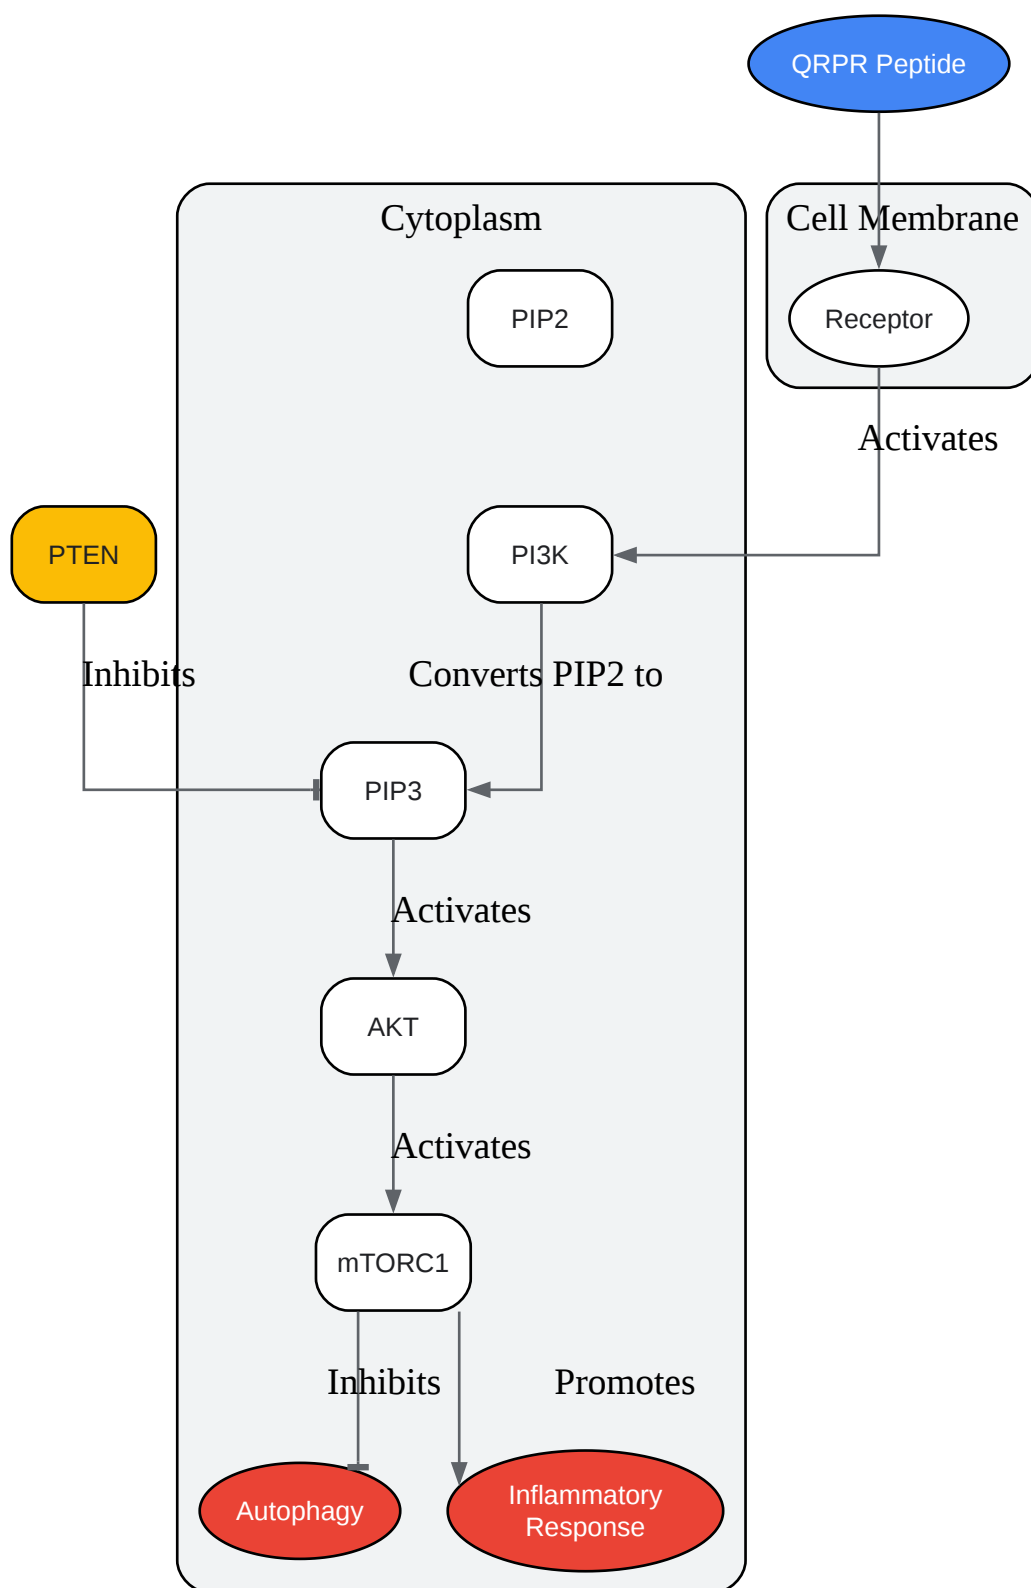 QRPR Peptide
Cytoplasm
Cell Membrane
PIP2
Receptor
Activates
PTEN
PI3K
Inhibits
Converts PIP2 to
PIP3
Activates
AKT
Activates
mTORC1
Inhibits
Promotes
Autophagy
Inflammatory
Response